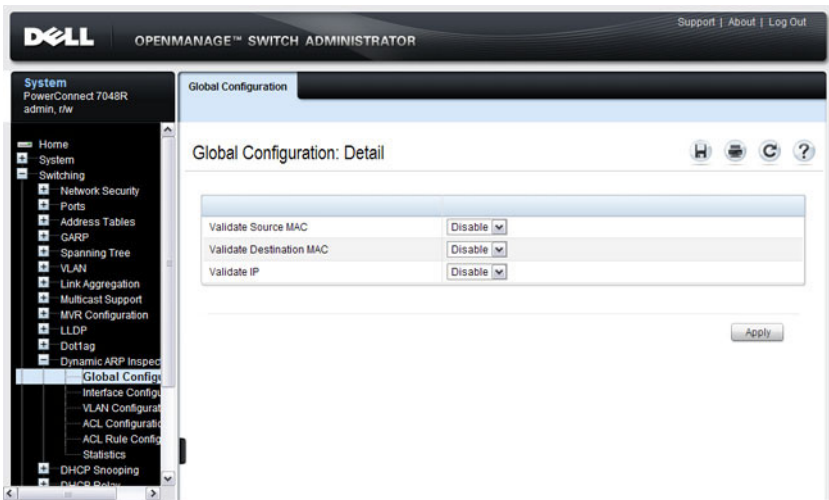 Support | About | Log Out
DELL
OPENMANAGE™ SWITCH ADMINISTRATOR
System
PowerConnect 7048R
admin, r/w
Global Configuration
Home
System
Switching
Network Security
Ports
Address Tables
GARP
Spanning Tree
VLAN
Link Aggregation
Multicast Support
MVR Configuration
LLDP
Dot1ag
Dynamic ARP Inspec
Global Configu
Interface Configu
VLAN Configurat
ACL Configuratio
ACL Rule Config
Statistics
DHCP Snooping
DHCP Relay
Global Configuration: Detail
Validate Source MAC Disable
Validate Destination MAC Disable
Validate IP Disable
Apply